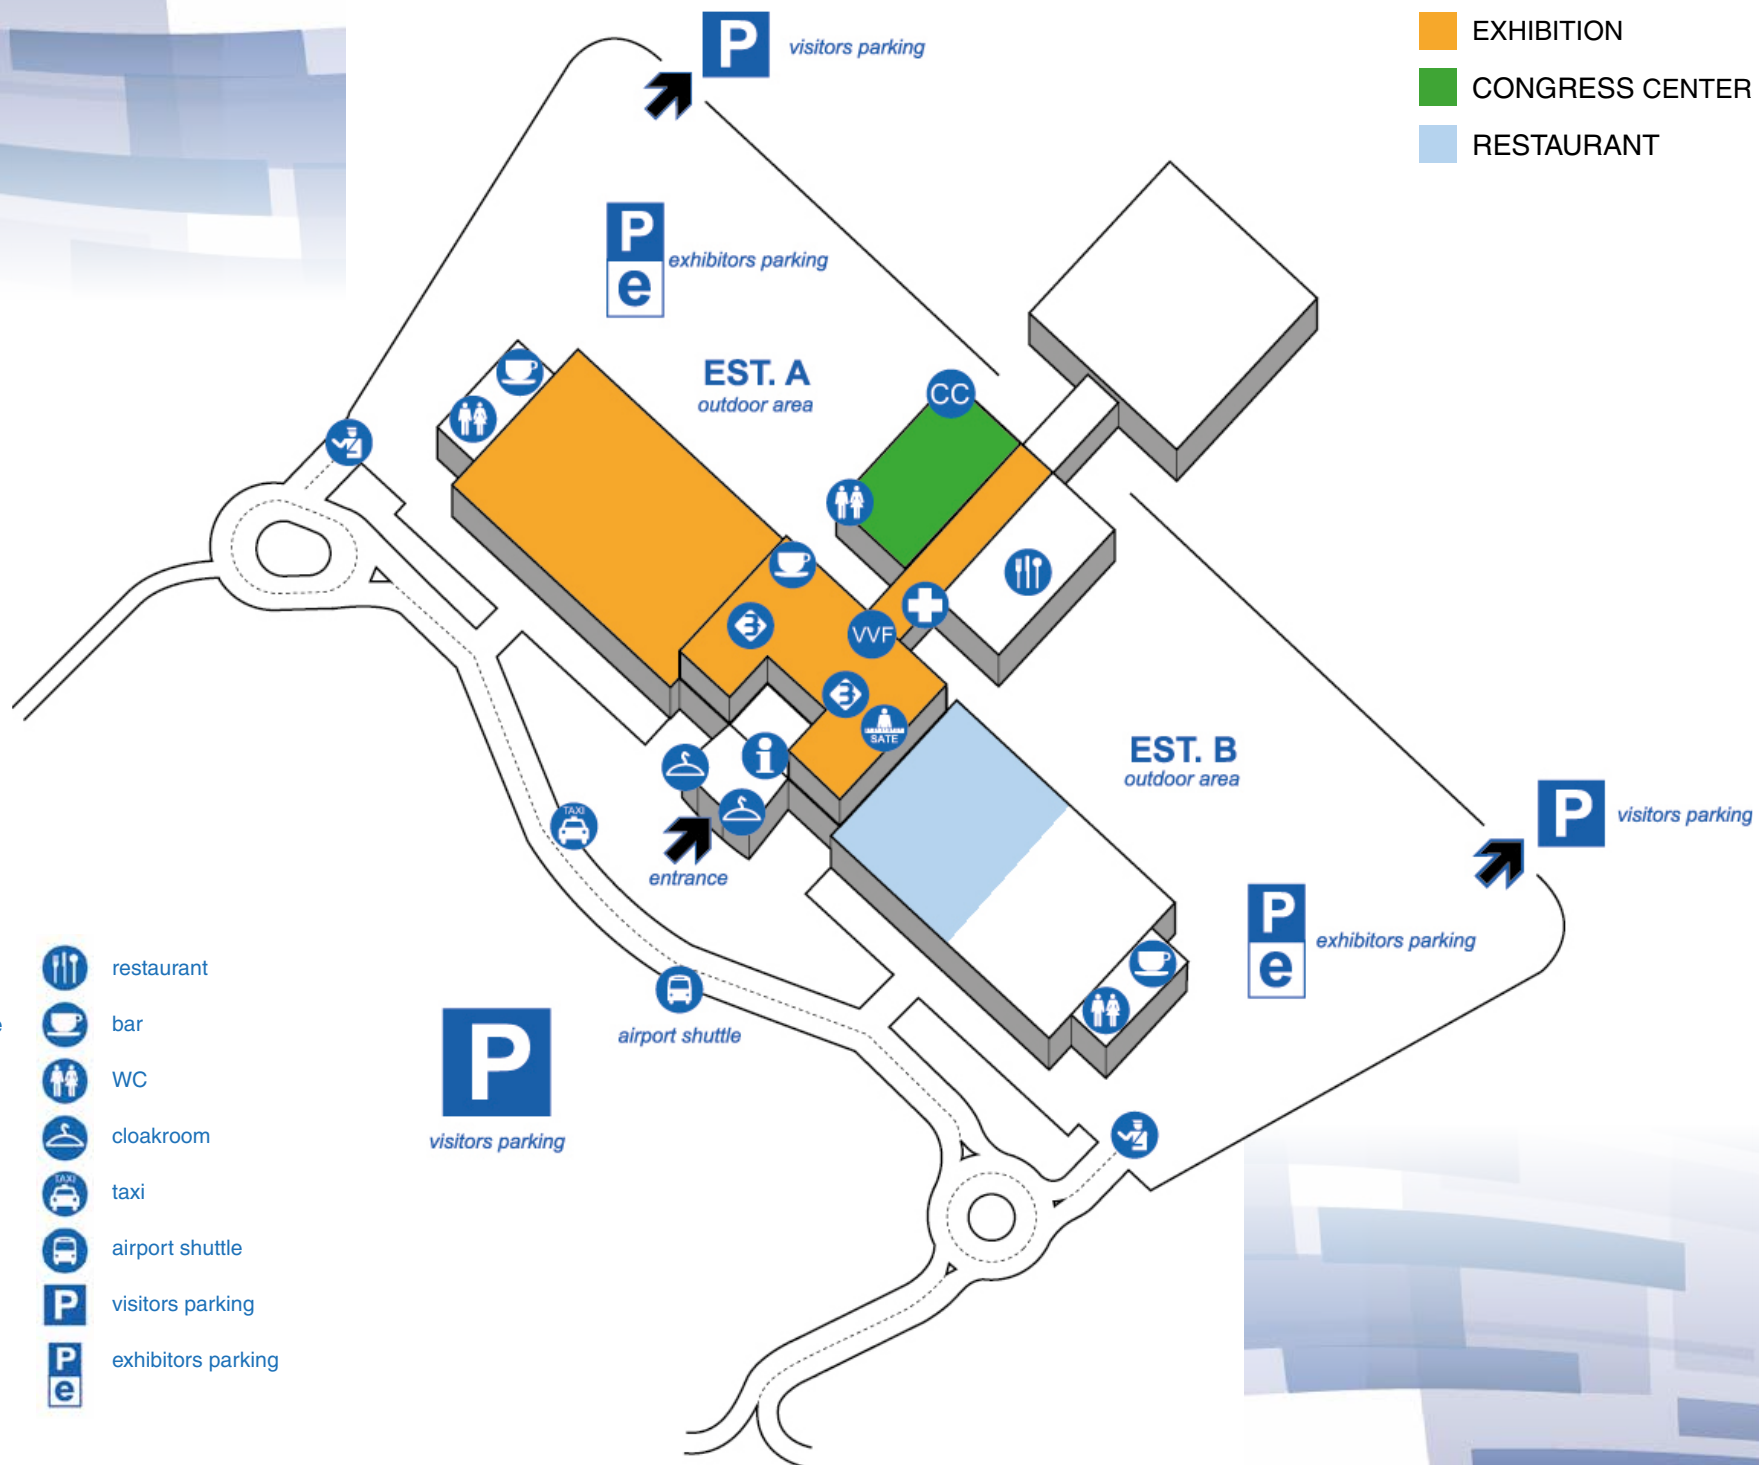 P visitors parking
EXHIBITION
CONGRESS CENTER
RESTAURANT
P
e
exhibitors parking
EST. A
outdoor area
CC
VVF
SATE
EST. B
outdoor area
P visitors parking
TAXI
entrance
P
e
exhibitors parking
airport shuttle
P
visitors parking
restaurant
e
bar
WC
cloakroom
TAXI
taxi
airport shuttle
P visitors parking
P
e
exhibitors parking